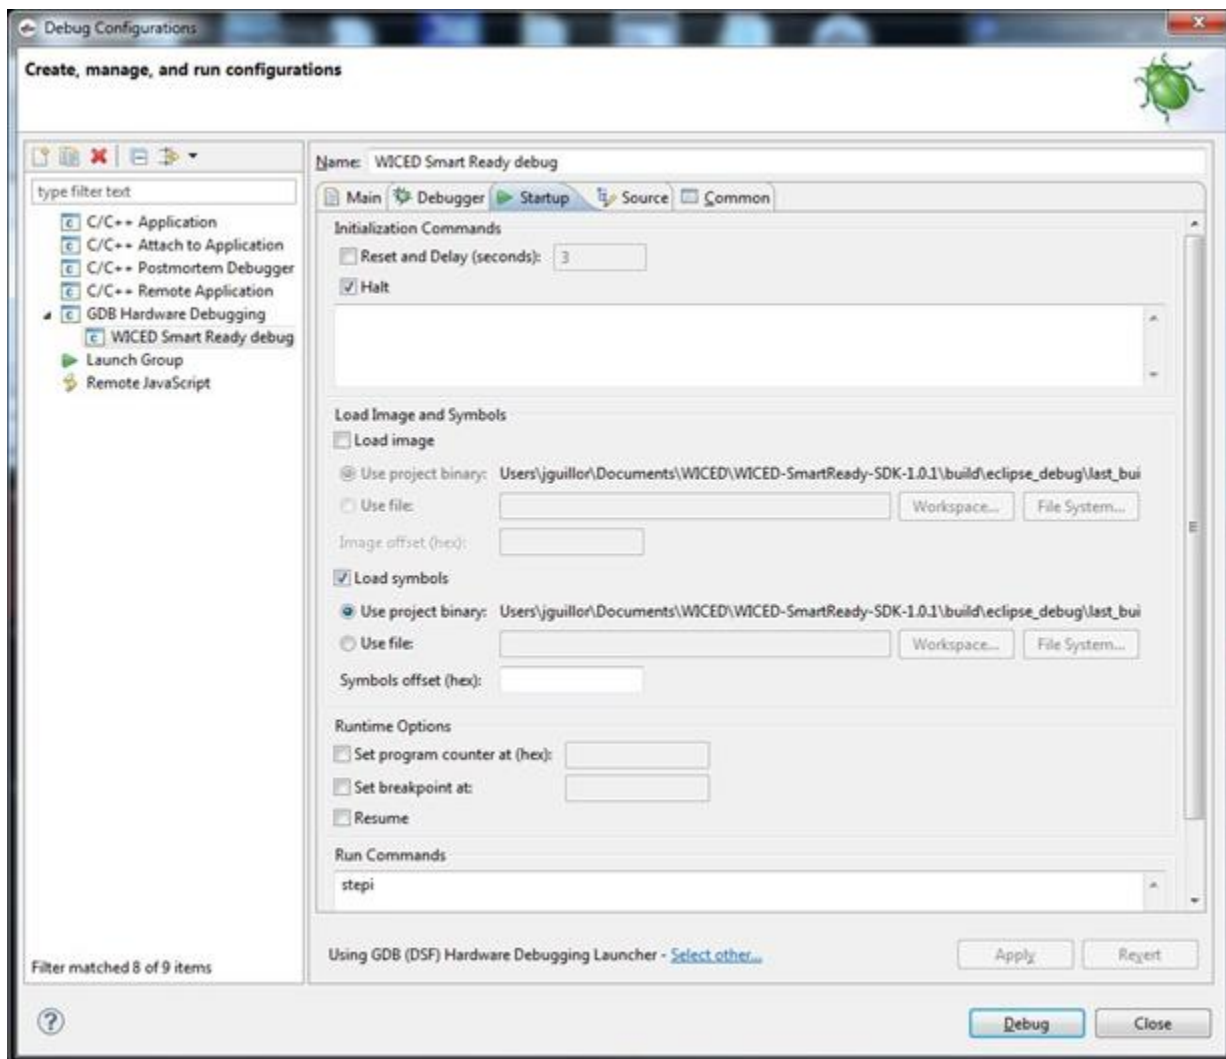 Debug Configurations
Create, manage, and run configurations
type filter text
C/C++ Application
C/C++ Attach to Application
C/C++ Postmortem Debugger
C/C++ Remote Application
GDB Hardware Debugging
WICED Smart Ready debug
Launch Group
Remote JavaScript
Filter matched 8 of 9 items
Name: WICED Smart Ready debug
Main Debugger Startup Source Common
Initialization Commands
Reset and Delay (seconds): 3
Halt
Load Image and Symbols
Load image
Use project binary: Users\jguillor\Documents\WICED\WICED-SmartReady-SDK-1.0.1\build\eclipse_debug\last_bui
Use file: Workspace... File System...
Image offset (hex):
Load symbols
Use project binary: Users\jguillor\Documents\WICED\WICED-SmartReady-SDK-1.0.1\build\eclipse_debug\last_bui
Use file: Workspace... File System...
Symbols offset (hex):
Runtime Options
Set program counter at (hex):
Set breakpoint at:
Resume
Run Commands
stepi
Using GDB (DSF) Hardware Debugging Launcher - Select other...
Apply Revert
Debug Close